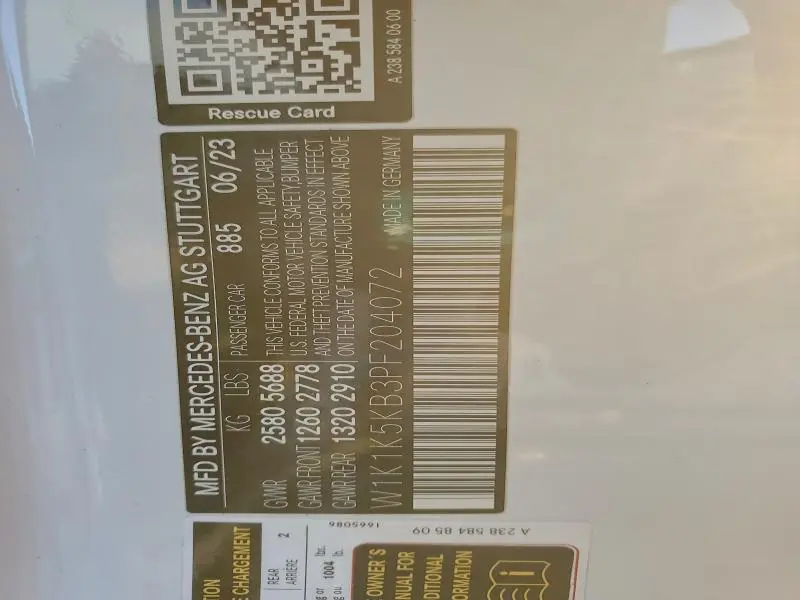 Rescue Card
A 238 584 06 00
MFD BY MERCEDES-BENZ AG STUTTGART
KG LBS PASSENGER CAR 885 06/23
GVWR 2580 5688 THIS VEHICLE CONFORMS TO ALL APPLICABLE
GAWR FRONT 1260 2778 U.S. FEDERAL MOTOR VEHICLE SAFETY, BUMPER
GAWR REAR 1320 2910 AND THEFT PREVENTION STANDARDS IN EFFECT
ON THE DATE OF MANUFACTURE SHOWN ABOVE
W1K1K5KB3PF204072 MADE IN GERMANY
CHARGEMENT
REAR 2
ARRIÈRE
1004 lbs.
lb.
1665086
A 238 584 85 09
OWNER'S